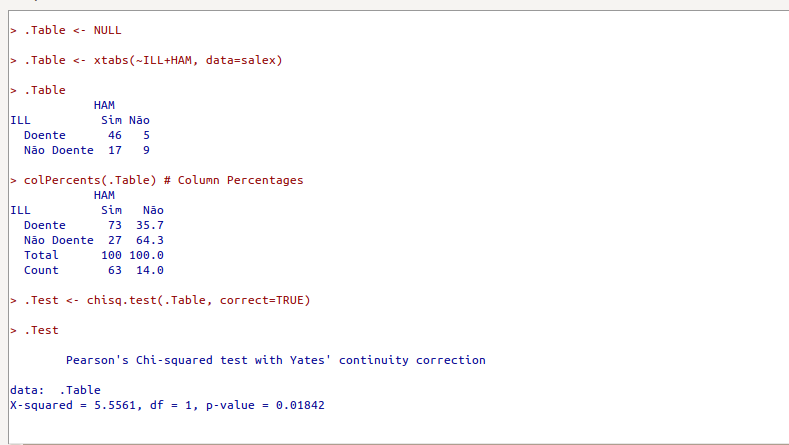 > .Table <- NULL
> .Table <- xtabs(~ILL+HAM, data=salex)
> .Table
HAM
ILL Sim Não
Doente 46 5
Não Doente 17 9
> colPercents(.Table) # Column Percentages
HAM
ILL Sim Não
Doente 73 35.7
Não Doente 27 64.3
Total 100 100.0
Count 63 14.0
> .Test <- chisq.test(.Table, correct=TRUE)
> .Test
Pearson's Chi-squared test with Yates' continuity correction
data: .Table
X-squared = 5.5561, df = 1, p-value = 0.01842